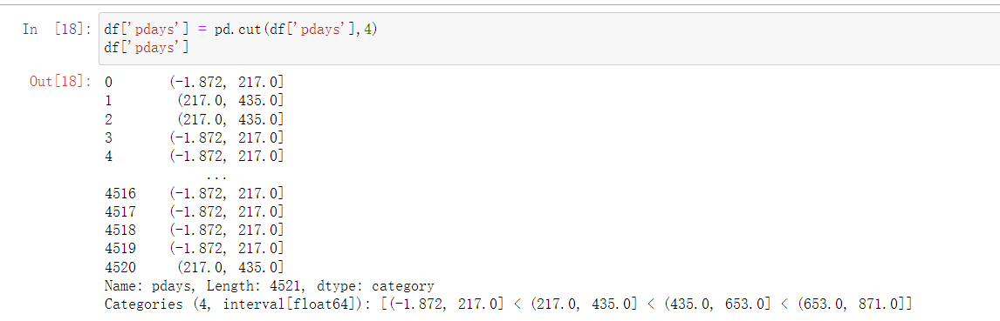 In [18]: df['pdays'] = pd.cut(df['pdays'],4)
df['pdays']
Out[18]: 0 (-1.872, 217.0]
1 (217.0, 435.0]
2 (217.0, 435.0]
3 (-1.872, 217.0]
4 (-1.872, 217.0]
...
4516 (-1.872, 217.0]
4517 (-1.872, 217.0]
4518 (-1.872, 217.0]
4519 (-1.872, 217.0]
4520 (217.0, 435.0]
Name: pdays, Length: 4521, dtype: category
Categories (4, interval[float64]): [(-1.872, 217.0] < (217.0, 435.0] < (435.0, 653.0] < (653.0, 871.0]]